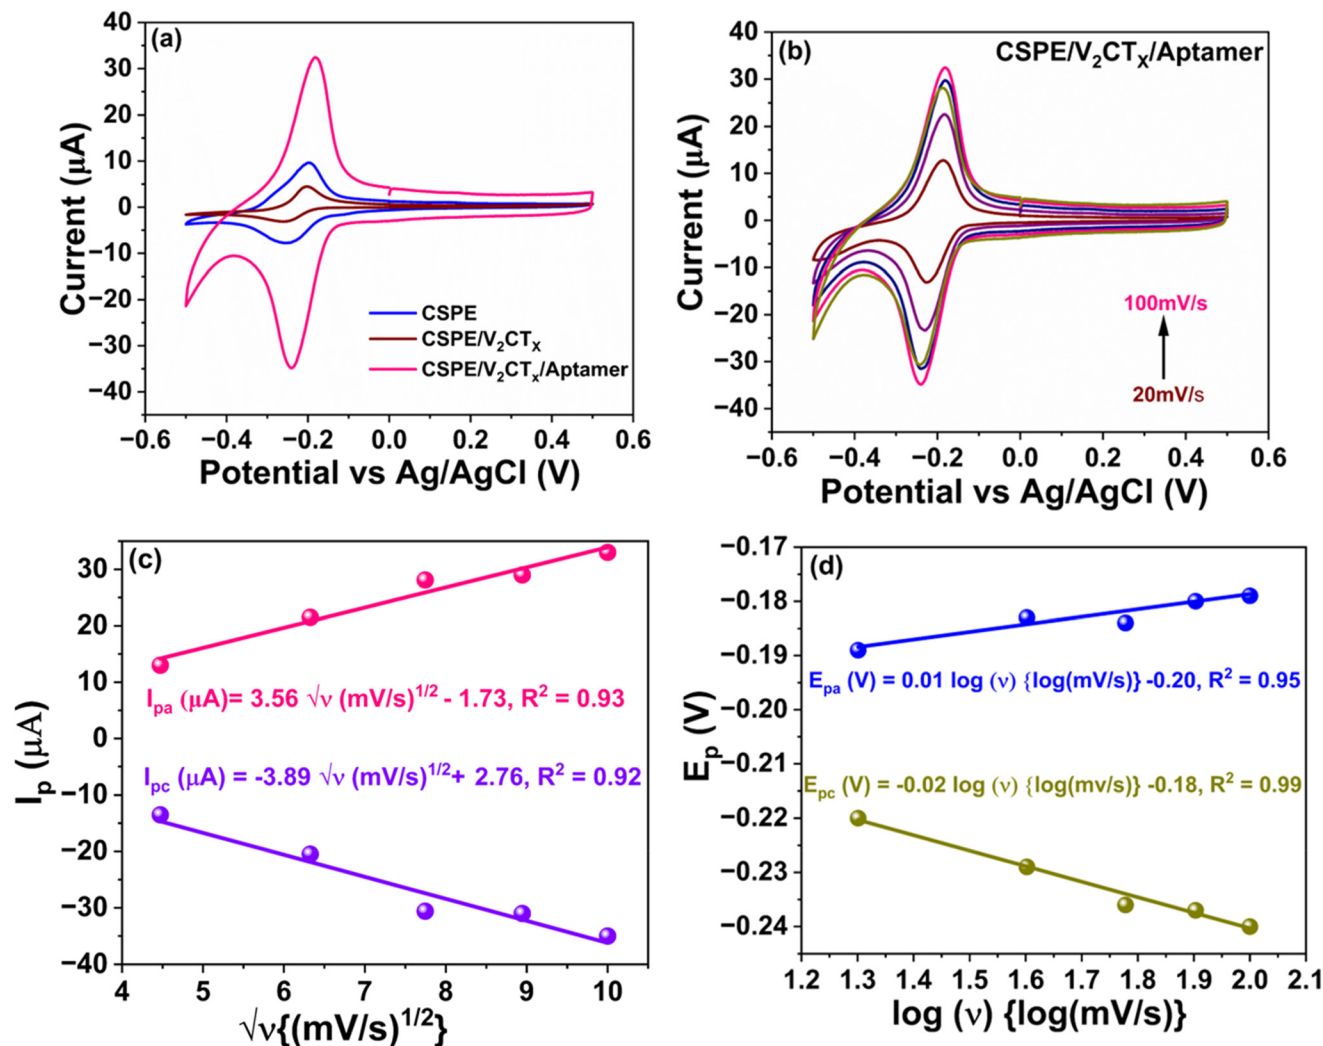 (a)
40
30
20
10
0
−10
−20
−30
−40
Current (μA)
CSPE
CSPE/V₂CTₓ
CSPE/V₂CTₓ/Aptamer
−0.6 −0.4 −0.2 0.0 0.2 0.4 0.6
Potential vs Ag/AgCl (V)
(b)
CSPE/V₂CTₓ/Aptamer
40
30
20
10
0
−10
−20
−30
−40
Current (μA)
100mV/s
20mV/s
−0.6 −0.4 −0.2 0.0 0.2 0.4 0.6
Potential vs Ag/AgCl (V)
(c)
30
20
10
0
−10
−20
−30
−40
Iₚ (μA)
Iₚₐ (μA)= 3.56 √ν (mV/s)¹ᐟ² - 1.73, R² = 0.93
Ipc (μA) = -3.89 √ν (mV/s)¹ᐟ²+ 2.76, R² = 0.92
4 5 6 7 8 9 10
√ν{(mV/s)¹ᐟ²}
(d)
−0.17
−0.18
−0.19
−0.20
−0.21
−0.22
−0.23
−0.24
Eₚ (V)
Eₚₐ (V) = 0.01 log (ν) {log(mV/s)} -0.20, R² = 0.95
Epc (V) = -0.02 log (ν) {log(mv/s)} -0.18, R² = 0.99
1.2 1.3 1.4 1.5 1.6 1.7 1.8 1.9 2.0 2.1
log (ν) {log(mV/s)}